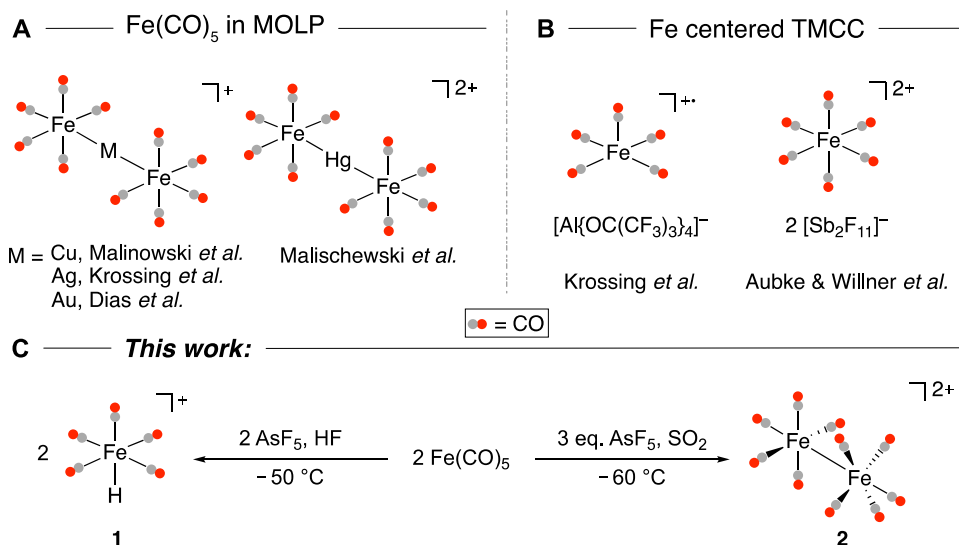 A Fe(CO)₅ in MOLP
Fe M Fe ⁺
Fe Hg Fe 2+
M = Cu, Malinowski et al.
Ag, Krossing et al.
Au, Dias et al.
Malischewski et al.
B Fe centered TMCC
Fe +•
Fe 2+
[Al{OC(CF₃)₃}₄]⁻ 2 [Sb₂F₁₁]⁻
Krossing et al. Aubke & Willner et al.
= CO
C This work:
2 Fe H +
1
2 AsF₅, HF
−50 °C
2 Fe(CO)₅
3 eq. AsF₅, SO₂
−60 °C
Fe Fe 2+
2